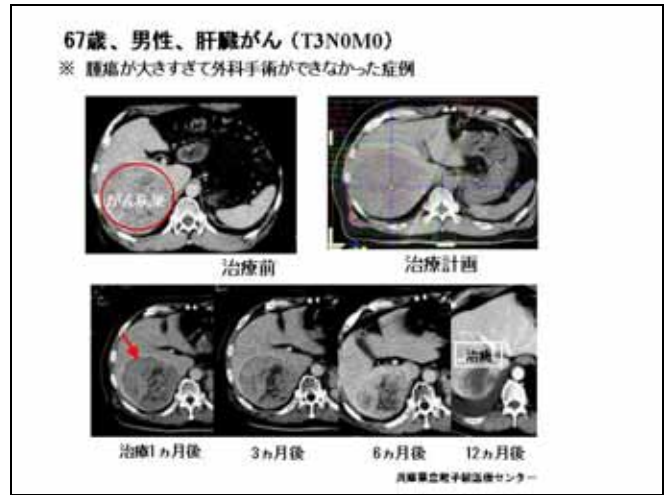 67歳、男性、肝臓がん（T3N0M0）
※ 腫瘍が大きすぎて外科手術ができなかった症例
がん病巣
治療前
治療計画
治癒
治療1ヵ月後
3ヵ月後
6ヵ月後
12ヵ月後
兵庫県立粒子線医療センター